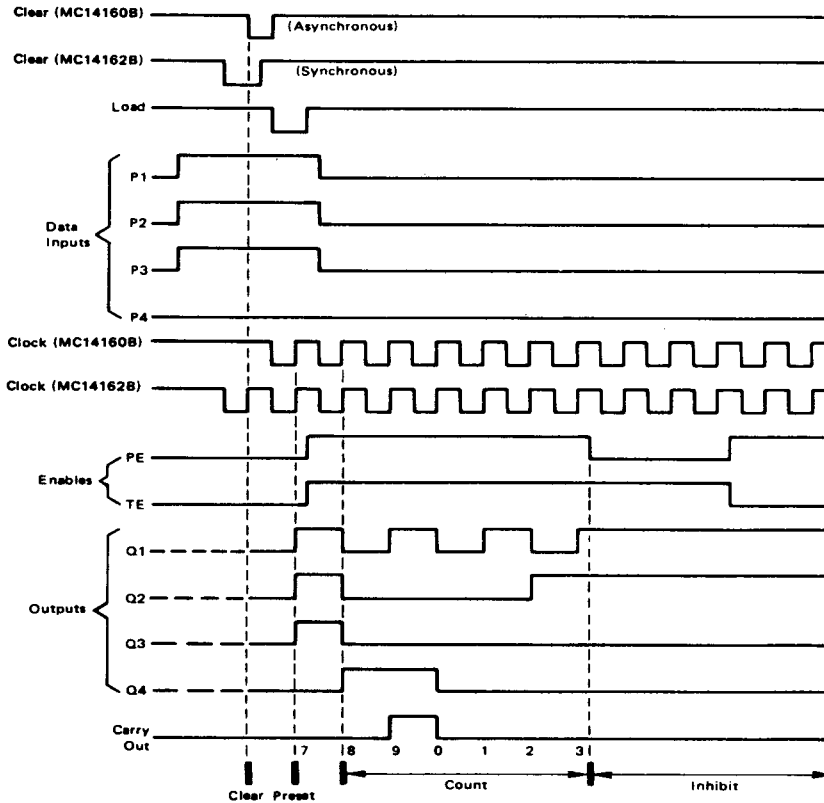 Clear (MC14160B)
(Asynchronous)
Clear (MC14162B)
(Synchronous)
Load
P1
P2
Data
Inputs
P3
P4
Clock (MC14160B)
Clock (MC14162B)
PE
Enables
TE
Q1
Q2
Outputs
Q3
Q4
Carry
Out
7 8 9 0 1 2 3
Count Inhibit
Clear Preset